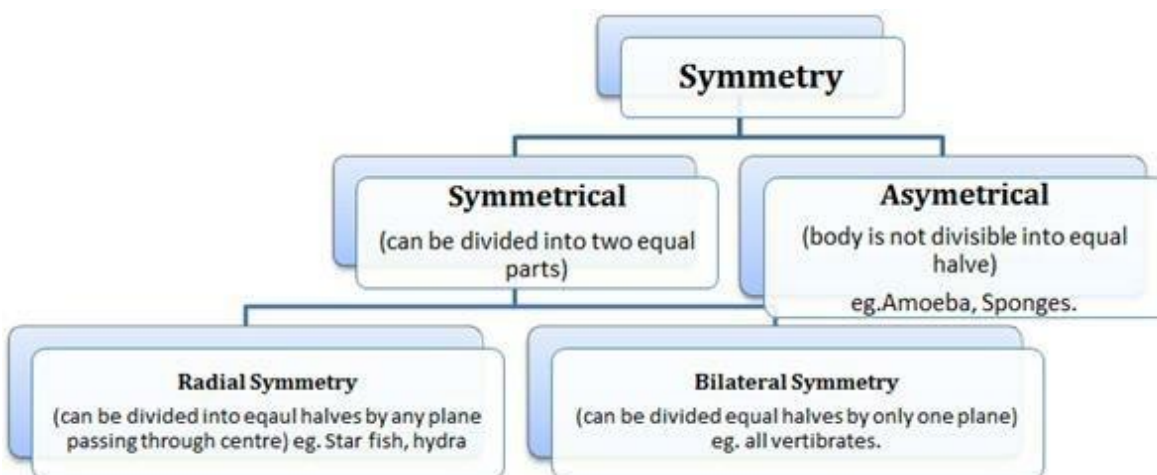 Symmetry
Symmetrical
(can be divided into two equal
parts)
Asymetrical
(body is not divisible into equal
halve)
eg.Amoeba, Sponges.
Radial Symmetry
(can be divided into eqaul halves by any plane
passing through centre) eg. Star fish, hydra
Bilateral Symmetry
(can be divided equal halves by only one plane)
eg. all vertibrates.